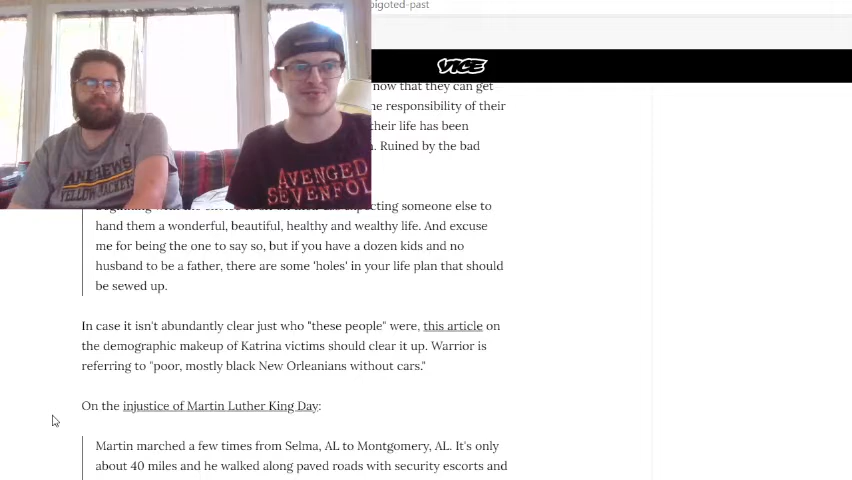 bigoted-past
VICE
now that they can get
he responsibility of their
their life has been
. Ruined by the bad
ANDREWS
YELLOW JACKETS
AVENGED
SEVENFOL
expecting someone else to
hand them a wonderful, beautiful, healthy and wealthy life. And excuse
me for being the one to say so, but if you have a dozen kids and no
husband to be a father, there are some 'holes' in your life plan that should
be sewed up.
In case it isn't abundantly clear just who "these people" were, this article on
the demographic makeup of Katrina victims should clear it up. Warrior is
referring to "poor, mostly black New Orleanians without cars."
On the injustice of Martin Luther King Day:
Martin marched a few times from Selma, AL to Montgomery, AL. It's only
about 40 miles and he walked along paved roads with security escorts and